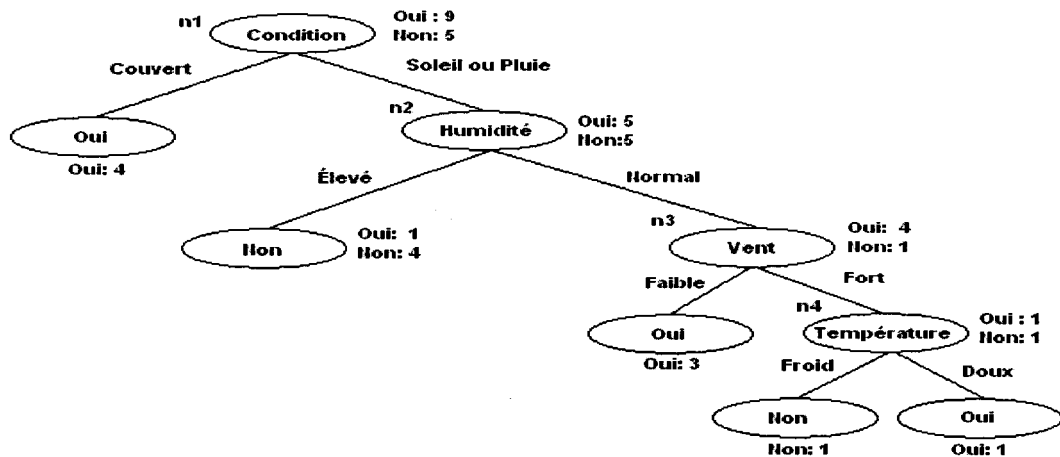 n1
Condition
Oui : 9
Non: 5
Couvert
Soleil ou Pluie
n2
Oui
Oui: 4
Humidité
Oui: 5
Non:5
Élevé
Normal
n3
Non
Oui: 1
Non: 4
Vent
Oui: 4
Non: 1
Faible
Fort
n4
Oui
Oui: 3
Température
Oui : 1
Non: 1
Froid
Doux
Non
Non: 1
Oui
Oui: 1